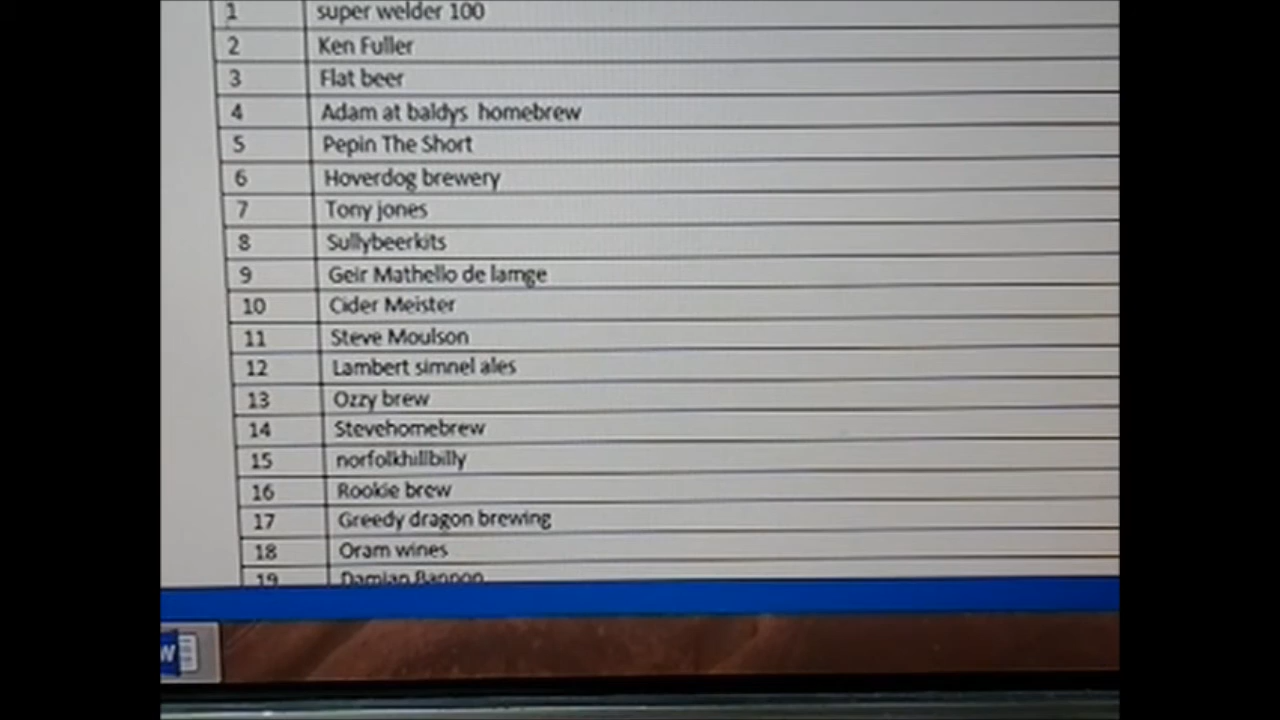 1 super welder 100
2 Ken Fuller
3 Flat beer
4 Adam at baldys homebrew
5 Pepin The Short
6 Hoverdog brewery
7 Tony jones
8 Sullybeerkits
9 Geir Mathello de lamge
10 Cider Meister
11 Steve Moulson
12 Lambert simnel ales
13 Ozzy brew
14 Stevehomebrew
15 norfolkhillbilly
16 Rookie brew
17 Greedy dragon brewing
18 Oram wines
19 Damian Bannon
W